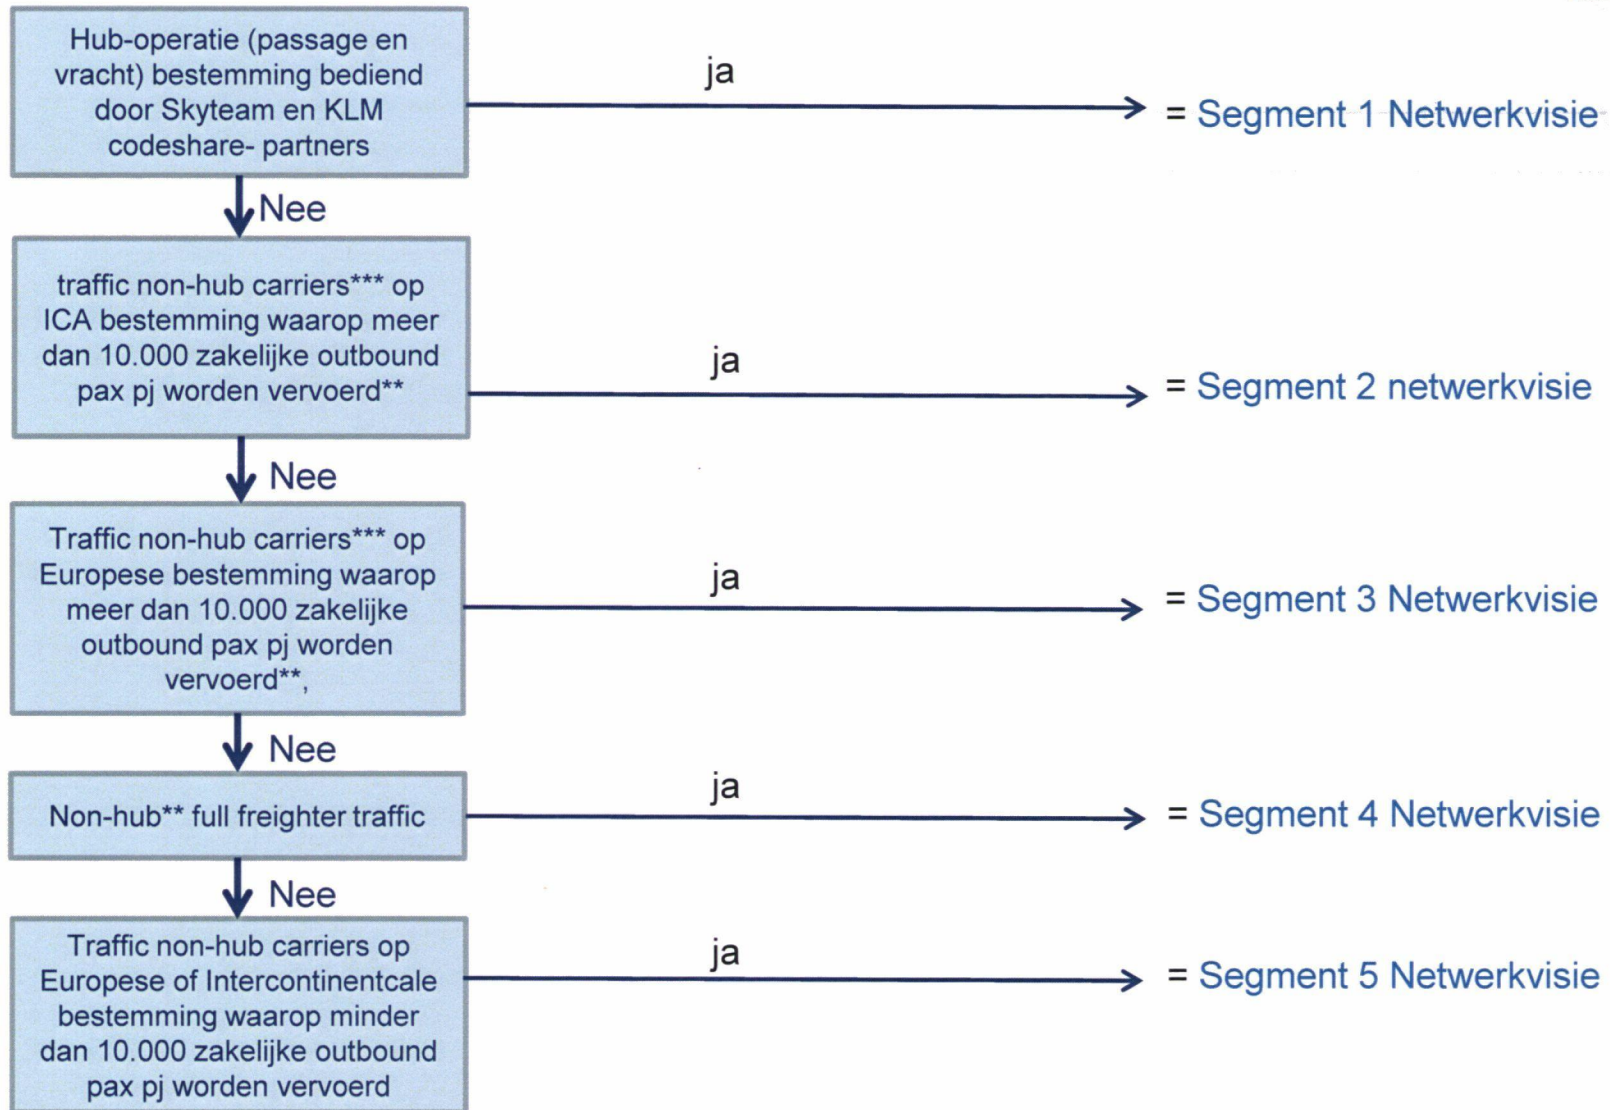 Hub-operatie (passage en
vracht) bestemming bediend
door Skyteam en KLM
codeshare- partners
ja
= Segment 1 Netwerkvisie
Nee
traffic non-hub carriers*** op
ICA bestemming waarop meer
dan 10.000 zakelijke outbound
pax pj worden vervoerd**
ja
= Segment 2 netwerkvisie
Nee
Traffic non-hub carriers*** op
Europese bestemming waarop
meer dan 10.000 zakelijke
outbound pax pj worden
vervoerd**,
ja
= Segment 3 Netwerkvisie
Nee
Non-hub** full freighter traffic
ja
= Segment 4 Netwerkvisie
Nee
Traffic non-hub carriers op
Europese of Intercontinentcale
bestemming waarop minder
dan 10.000 zakelijke outbound
pax pj worden vervoerd
ja
= Segment 5 Netwerkvisie